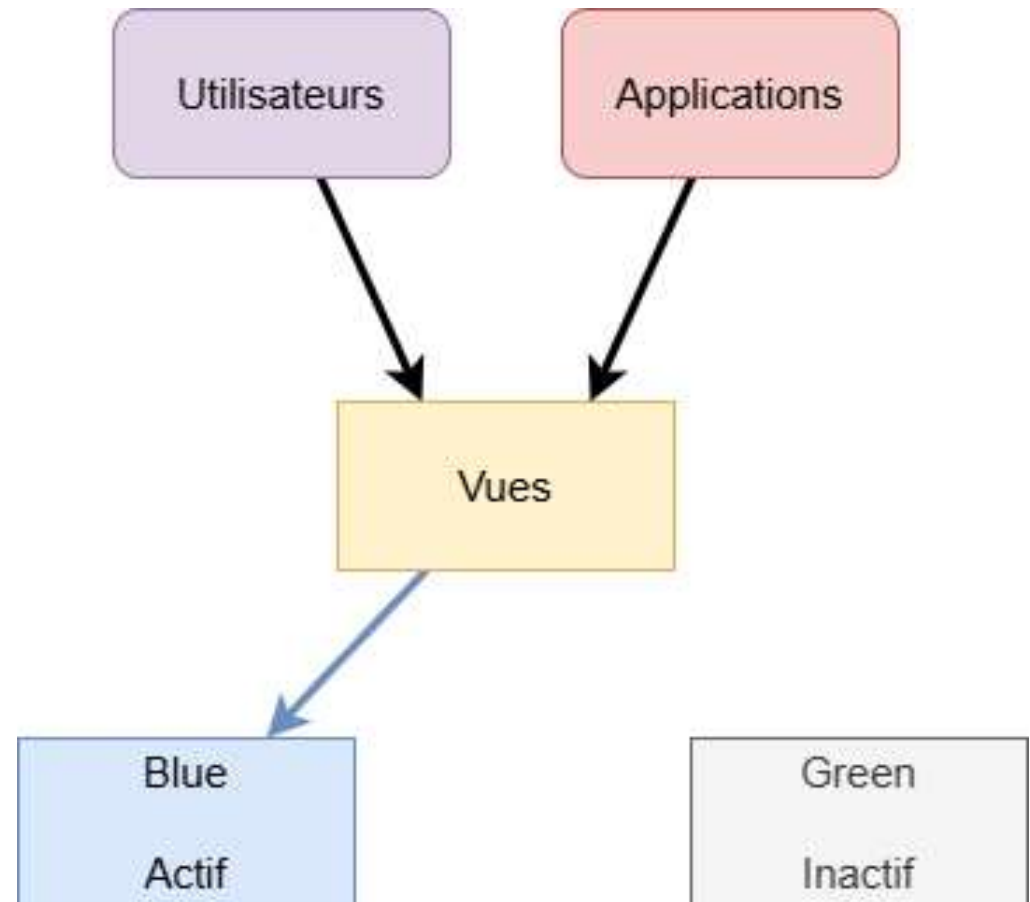 Utilisateurs
Applications
Vues
Blue
Actif
Green
Inactif